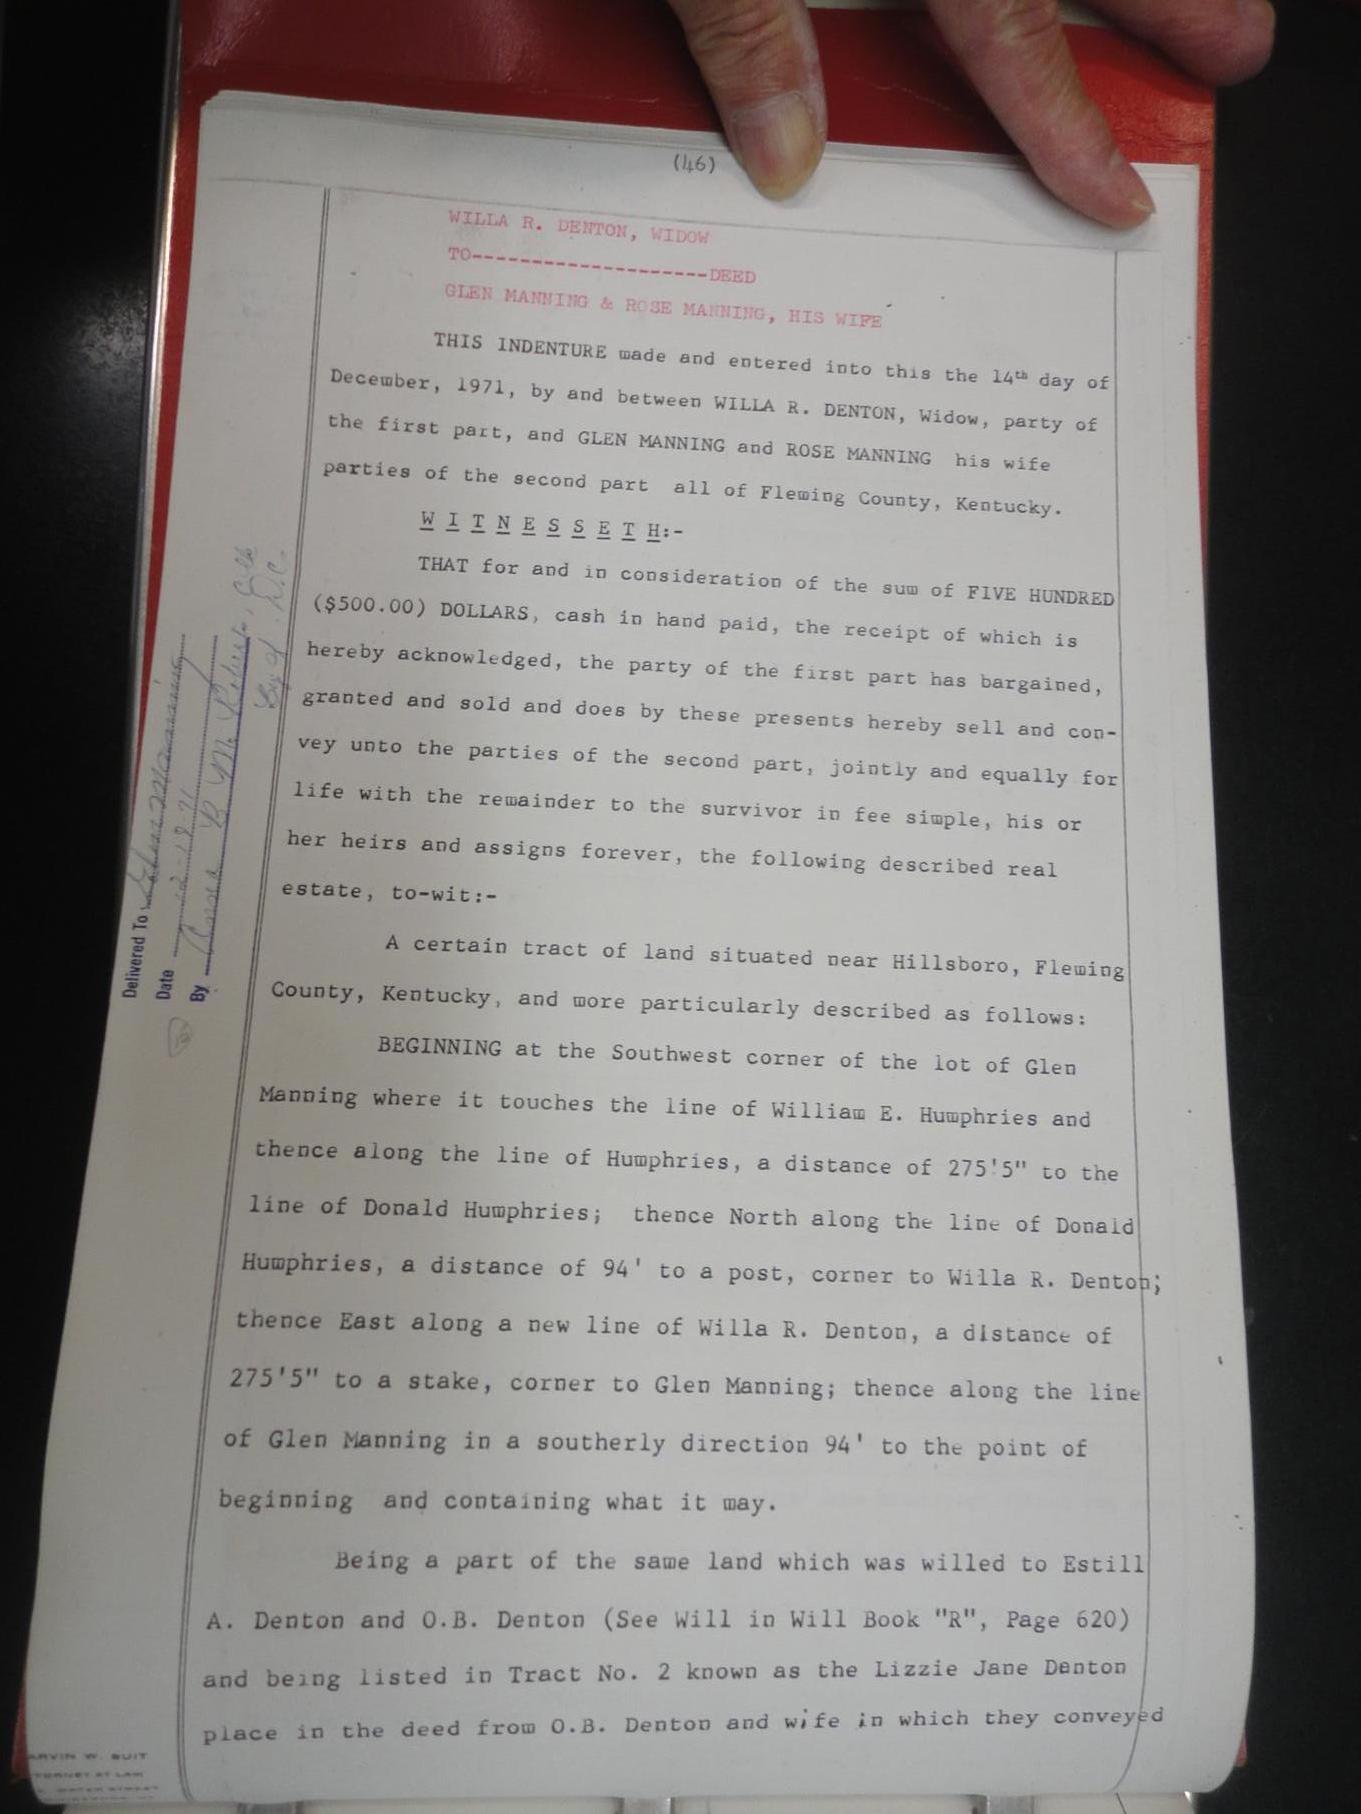 (46)
WILLA R. DENTON, WIDOW
TO--------------------DEED
GLEN MANNING & ROSE MANNING, HIS WIFE
THIS INDENTURE made and entered into this the 14th day of
December, 1971, by and between WILLA R. DENTON, Widow, party of
the first part, and GLEN MANNING and ROSE MANNING his wife
parties of the second part all of Fleming County, Kentucky.
W I T N E S S E T H:-
THAT for and in consideration of the sum of FIVE HUNDRED
($500.00) DOLLARS, cash in hand paid, the receipt of which is
hereby acknowledged, the party of the first part has bargained,
granted and sold and does by these presents hereby sell and con-
vey unto the parties of the second part, jointly and equally for
life with the remainder to the survivor in fee simple, his or
her heirs and assigns forever, the following described real
estate, to-wit:-
A certain tract of land situated near Hillsboro, Fleming
County, Kentucky, and more particularly described as follows:
BEGINNING at the Southwest corner of the lot of Glen
Manning where it touches the line of William E. Humphries and
thence along the line of Humphries, a distance of 275'5" to the
line of Donald Humphries; thence North along the line of Donald
Humphries, a distance of 94' to a post, corner to Willa R. Denton;
thence East along a new line of Willa R. Denton, a distance of
275'5" to a stake, corner to Glen Manning; thence along the line
of Glen Manning in a southerly direction 94' to the point of
beginning and containing what it may.
Being a part of the same land which was willed to Estill
A. Denton and O.B. Denton (See Will in Will Book "R", Page 620)
and being listed in Tract No. 2 known as the Lizzie Jane Denton
place in the deed from O.B. Denton and wife in which they conveyed
Delivered To Glenn Manning
Date
By
ARVIN W. SUIT
AT LAW